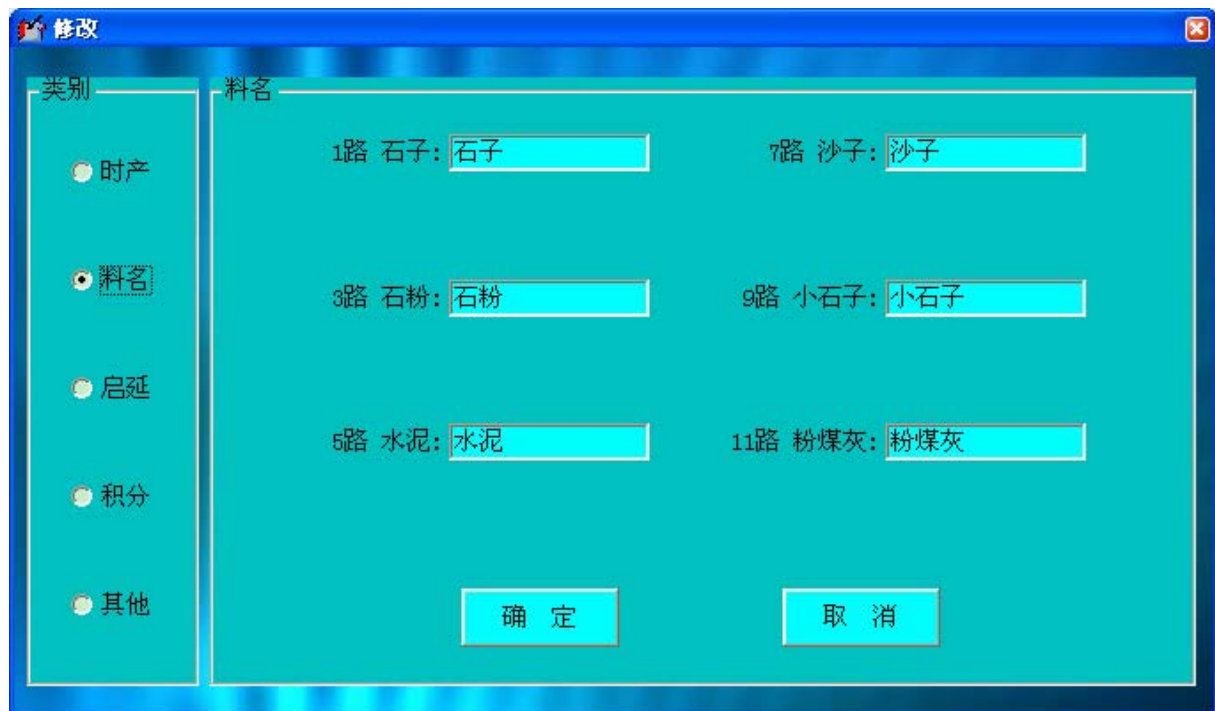 修改
类别
时产
料名
启延
积分
其他
料名
1路 石子: 石子
7路 沙子: 沙子
3路 石粉: 石粉
9路 小石子: 小石子
5路 水泥: 水泥
11路 粉煤灰: 粉煤灰
确 定
取 消